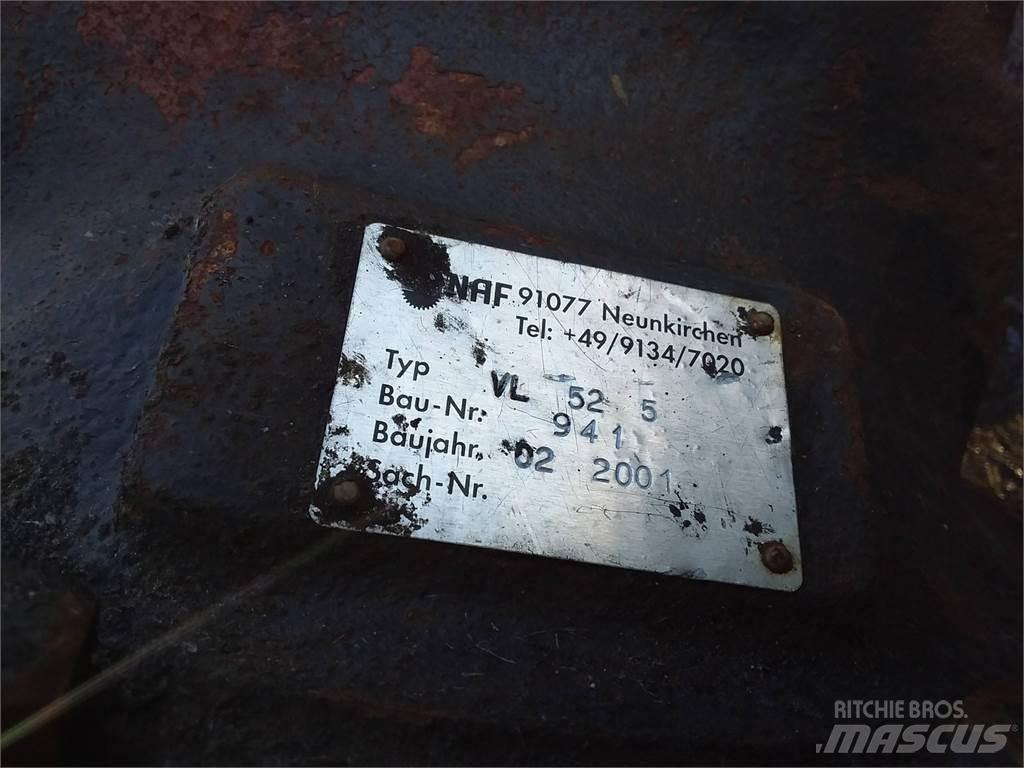 NAF 91077 Neunkirchen
Tel: +49/9134/7020
Typ VL 52 5
Bau-Nr: 941
Baujahr. 02 2001
Sach-Nr.
RITCHIE BROS.
MASCUS